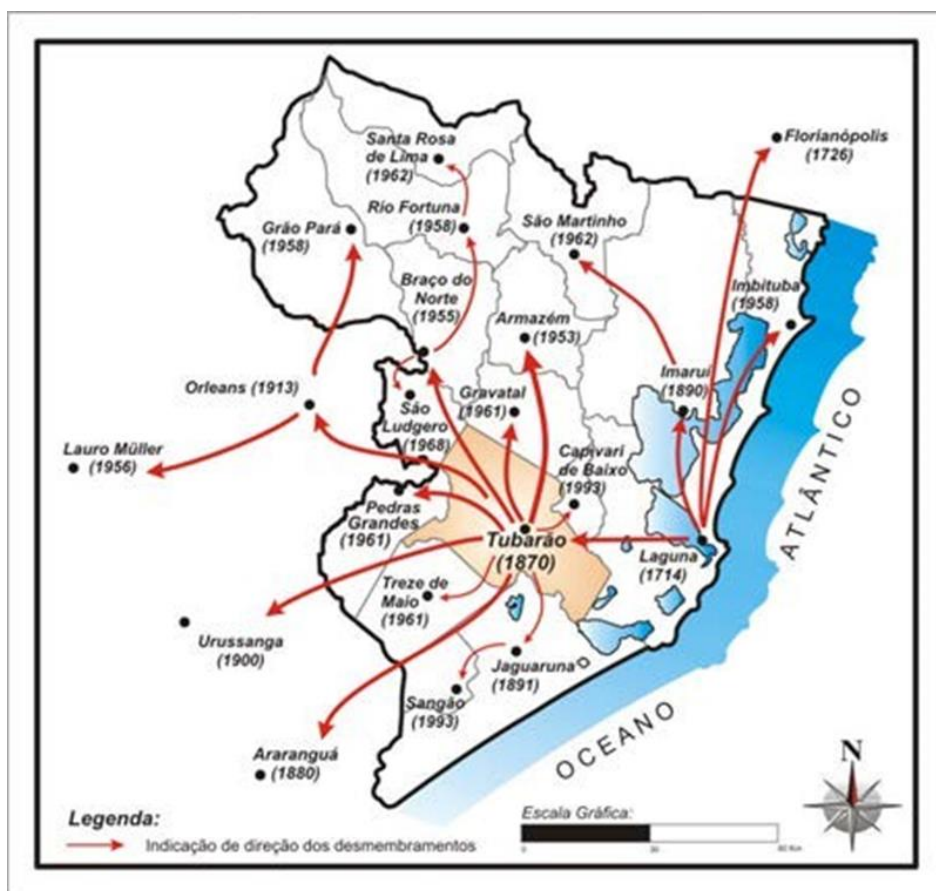 Santa Rosa
de Lima
(1962)
Florianópolis
(1726)
Rio Fortuna
(1958)
São Martinho
(1962)
Grão Pará
(1958)
Braço do
Norte
(1955)
Imbituba
(1958)
Armazém
(1953)
Imaruí
(1890)
Orleans (1913)
Gravatal
(1961)
São
Ludgero
(1968)
Lauro Müller
(1956)
Capivari
de Baixo
(1993)
Pedras
Grandes
(1961)
Tubarão
(1870)
Laguna
(1714)
Treze de
Maio
(1961)
Urussanga
(1900)
Jaguaruna
(1891)
Sangão
(1993)
Araranguá
(1880)
OCEANO
ATLÂNTICO
N
Legenda:
Indicação de direção dos desmembramentos
Escala Gráfica:
0